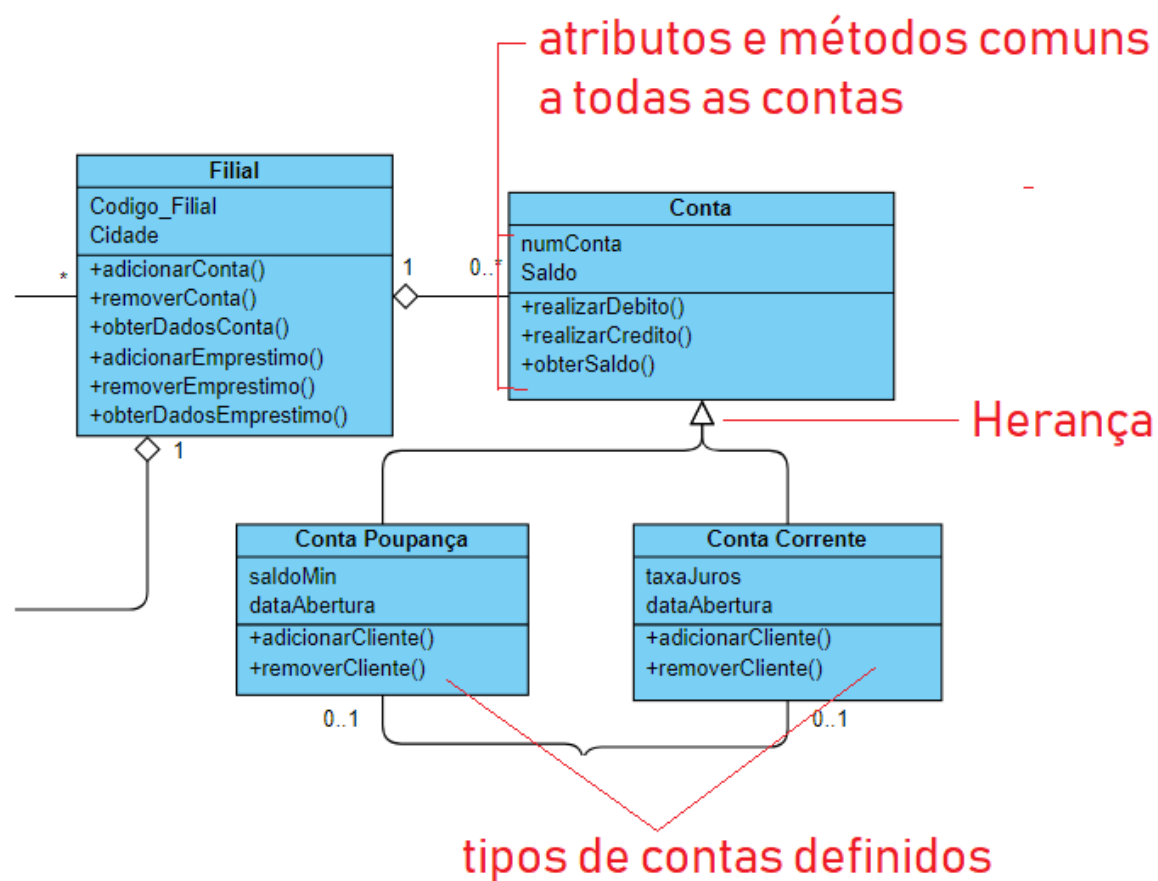 atributos e métodos comuns
a todas as contas
Filial
Codigo_Filial
Cidade
+adicionarConta()
+removerConta()
+obterDadosConta()
+adicionarEmprestimo()
+removerEmprestimo()
+obterDadosEmprestimo()
*
1
0..*
1
Conta
numConta
Saldo
+realizarDebito()
+realizarCredito()
+obterSaldo()
Herança
Conta Poupança
saldoMin
dataAbertura
+adicionarCliente()
+removerCliente()
0..1
Conta Corrente
taxaJuros
dataAbertura
+adicionarCliente()
+removerCliente()
0..1
tipos de contas definidos